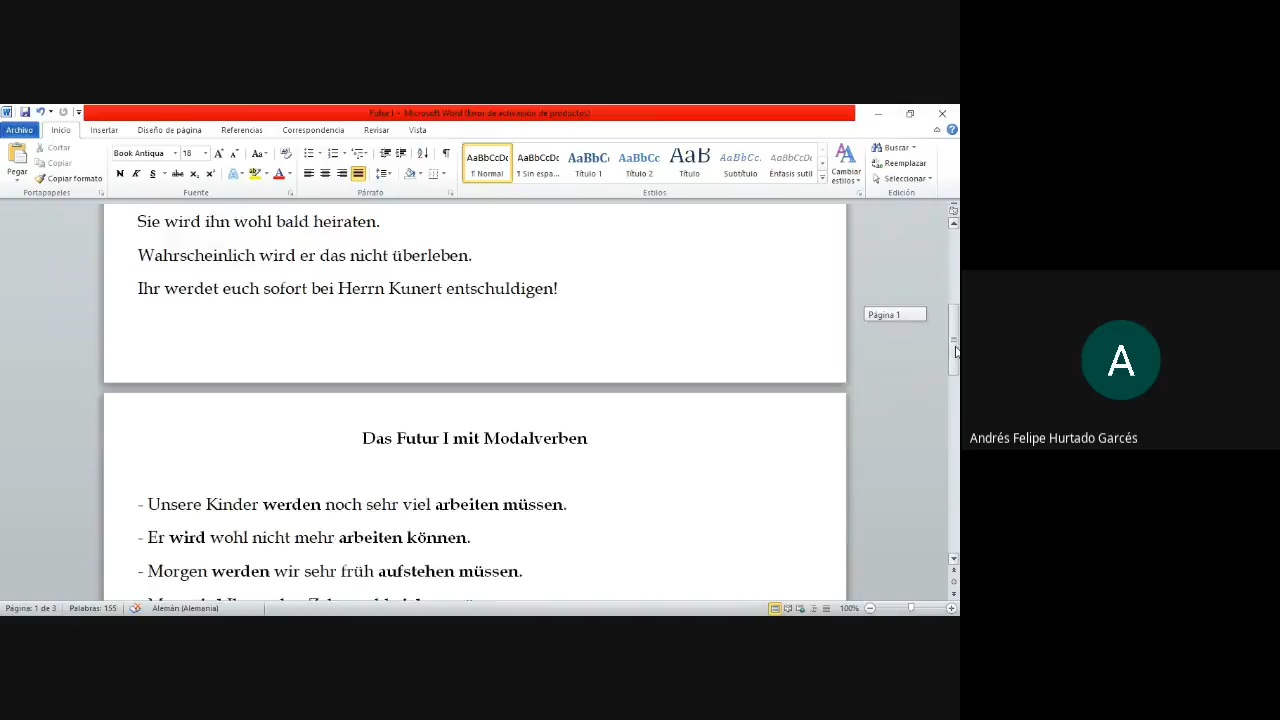 Futur I - Microsoft Word (Error de activación de productos)
Archivo Inicio Insertar Diseño de página Referencias Correspondencia Revisar Vista
Pegar Cortar Copiar Copiar formato
Book Antiqua 18
N K S abc x₂ x²
AaBbCcDc AaBbCcDc AaBbC AaBbCc AaB AaBbCc. AaBbCcDc
¶ Normal ¶ Sin espa... Título 1 Título 2 Título Subtítulo Énfasis sutil
Cambiar estilos
Buscar
Reemplazar
Seleccionar
Portapapeles Fuente Párrafo Estilos Edición
Sie wird ihn wohl bald heiraten.
Wahrscheinlich wird er das nicht überleben.
Ihr werdet euch sofort bei Herrn Kunert entschuldigen!
Página 1
Das Futur I mit Modalverben
- Unsere Kinder werden noch sehr viel arbeiten müssen.
- Er wird wohl nicht mehr arbeiten können.
- Morgen werden wir sehr früh aufstehen müssen.
Página: 1 de 3 Palabras: 155 Alemán (Alemania) 100%
A
Andrés Felipe Hurtado Garcés